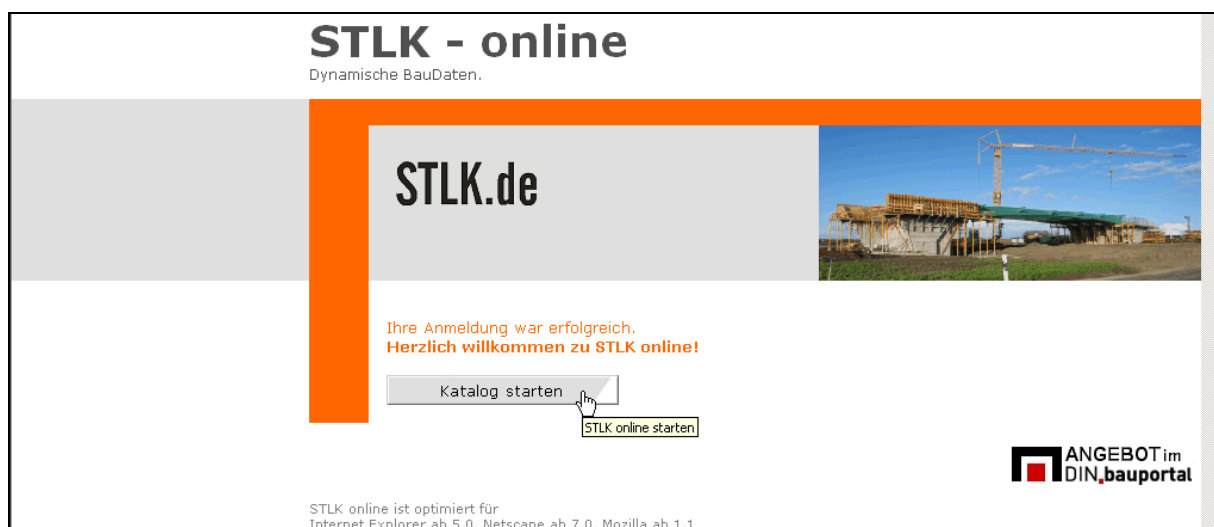 STLK - online
Dynamische BauDaten.
STLK.de
Ihre Anmeldung war erfolgreich.
Herzlich willkommen zu STLK online!
Katalog starten
STLK online starten
ANGEBOT im
DIN.bauportal
STLK online ist optimiert für
Internet Explorer ab 5.0, Netscape ab 7.0, Mozilla ab 1.1